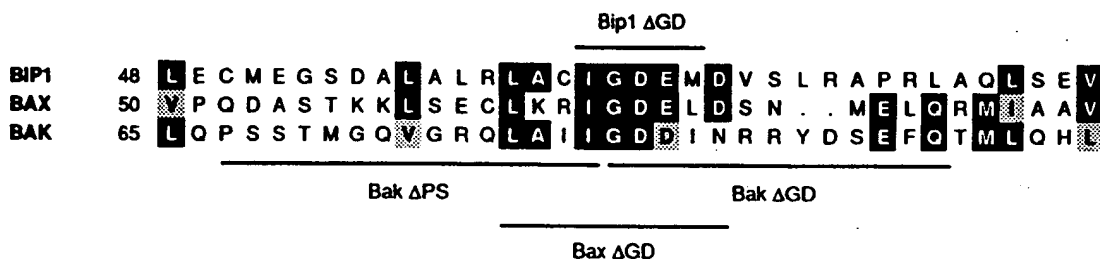 Bip1 ΔGD
BIP1 48 L E C M E G S D A L A L R L A C I G D E M D V S L R A P R L A Q L S E V
BAX 50 V P Q D A S T K K L S E C L K R I G D E L D S N . . M E L Q R M I A A V
BAK 65 L Q P S S T M G Q V G R Q L A I I G D D I N R R Y D S E F Q T M L Q H L
Bak ΔPS Bak ΔGD
Bax ΔGD